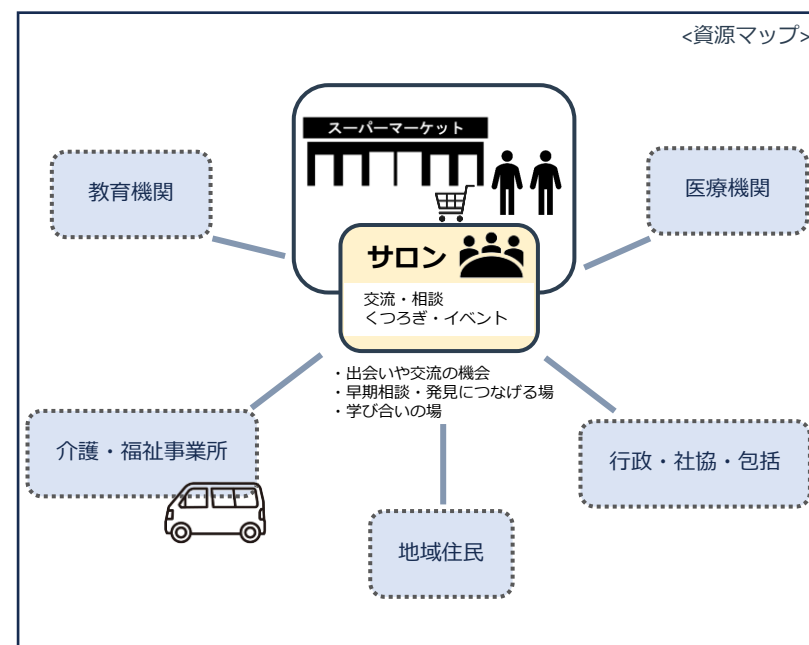 <資源マップ>
スーパーマーケット
教育機関
医療機関
サロン
交流・相談
くつろぎ・イベント
・出会いや交流の機会
・早期相談・発見につなげる場
・学び合いの場
介護・福祉事業所
行政・社協・包括
地域住民